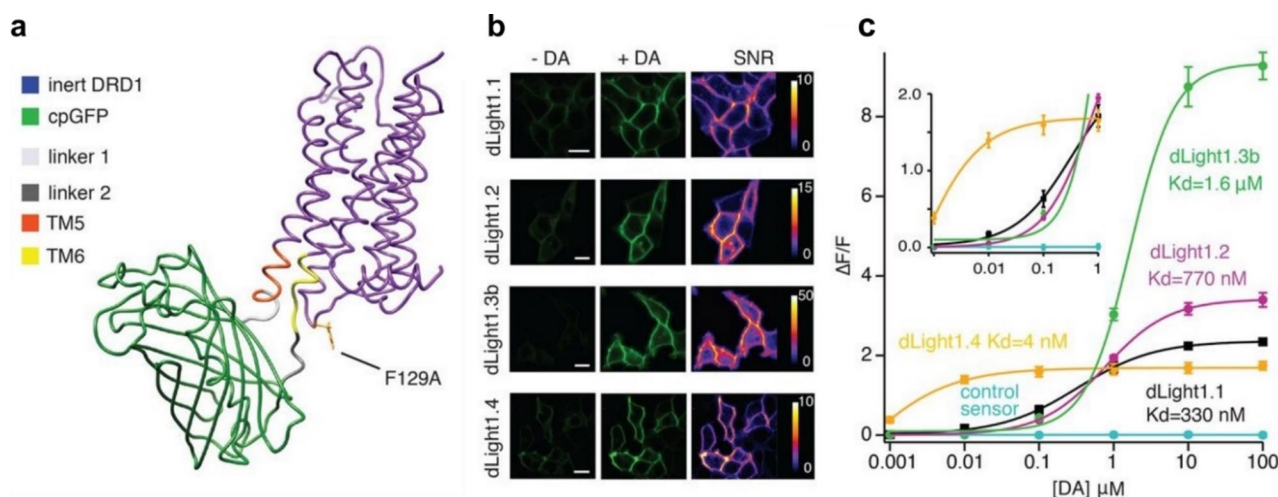 a
inert DRD1
cpGFP
linker 1
linker 2
TM5
TM6
F129A
b
- DA
+ DA
SNR
dLight1.1
10
0
dLight1.2
15
0
dLight1.3b
50
0
dLight1.4
10
0
c
ΔF/F
8
6
4
2
0
2.0
1.0
0.0
0.01
0.1
1
dLight1.3b
Kd=1.6 μM
dLight1.2
Kd=770 nM
dLight1.4 Kd=4 nM
control
sensor
dLight1.1
Kd=330 nM
0.001
0.01
0.1
1
10
100
[DA] μM